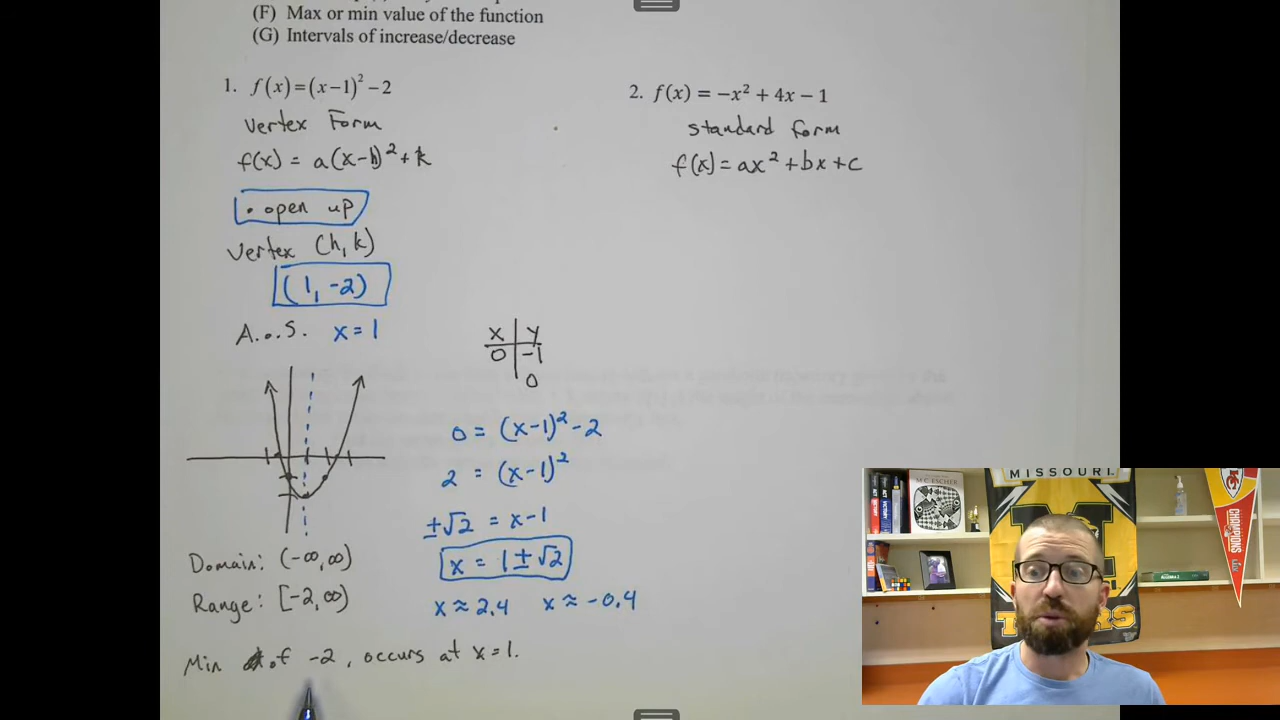 (F) Max or min value of the function
(G) Intervals of increase/decrease
1. f(x)=(x−1)²−2
Vertex Form
f(x) = a(x-h)²+k
• open up
Vertex (h,k)
(1, -2)
A.o.S. x=1
x y
0 -1
0
0 = (x-1)²-2
2 = (x-1)²
±√2 = x-1
x = 1±√2
x≈2.4 x≈-0.4
Domain: (-∞,∞)
Range: [-2,∞)
Min of -2, occurs at x=1.
2. f(x) = −x² + 4x − 1
standard form
f(x)=ax²+bx+c
MISSOURI
M.C. ESCHER
CHAMPIONS